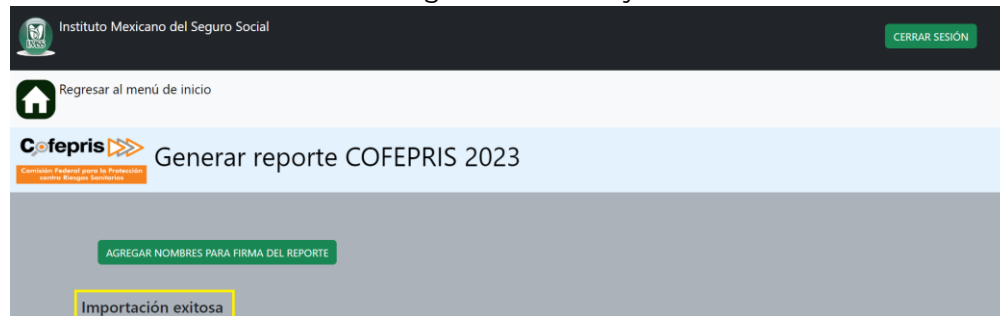 Instituto Mexicano del Seguro Social
CERRAR SESIÓN
IMSS
Regresar al menú de inicio
Cofepris
Comisión Federal para la Protección
contra Riesgos Sanitarios
Generar reporte COFEPRIS 2023
AGREGAR NOMBRES PARA FIRMA DEL REPORTE
Importación exitosa